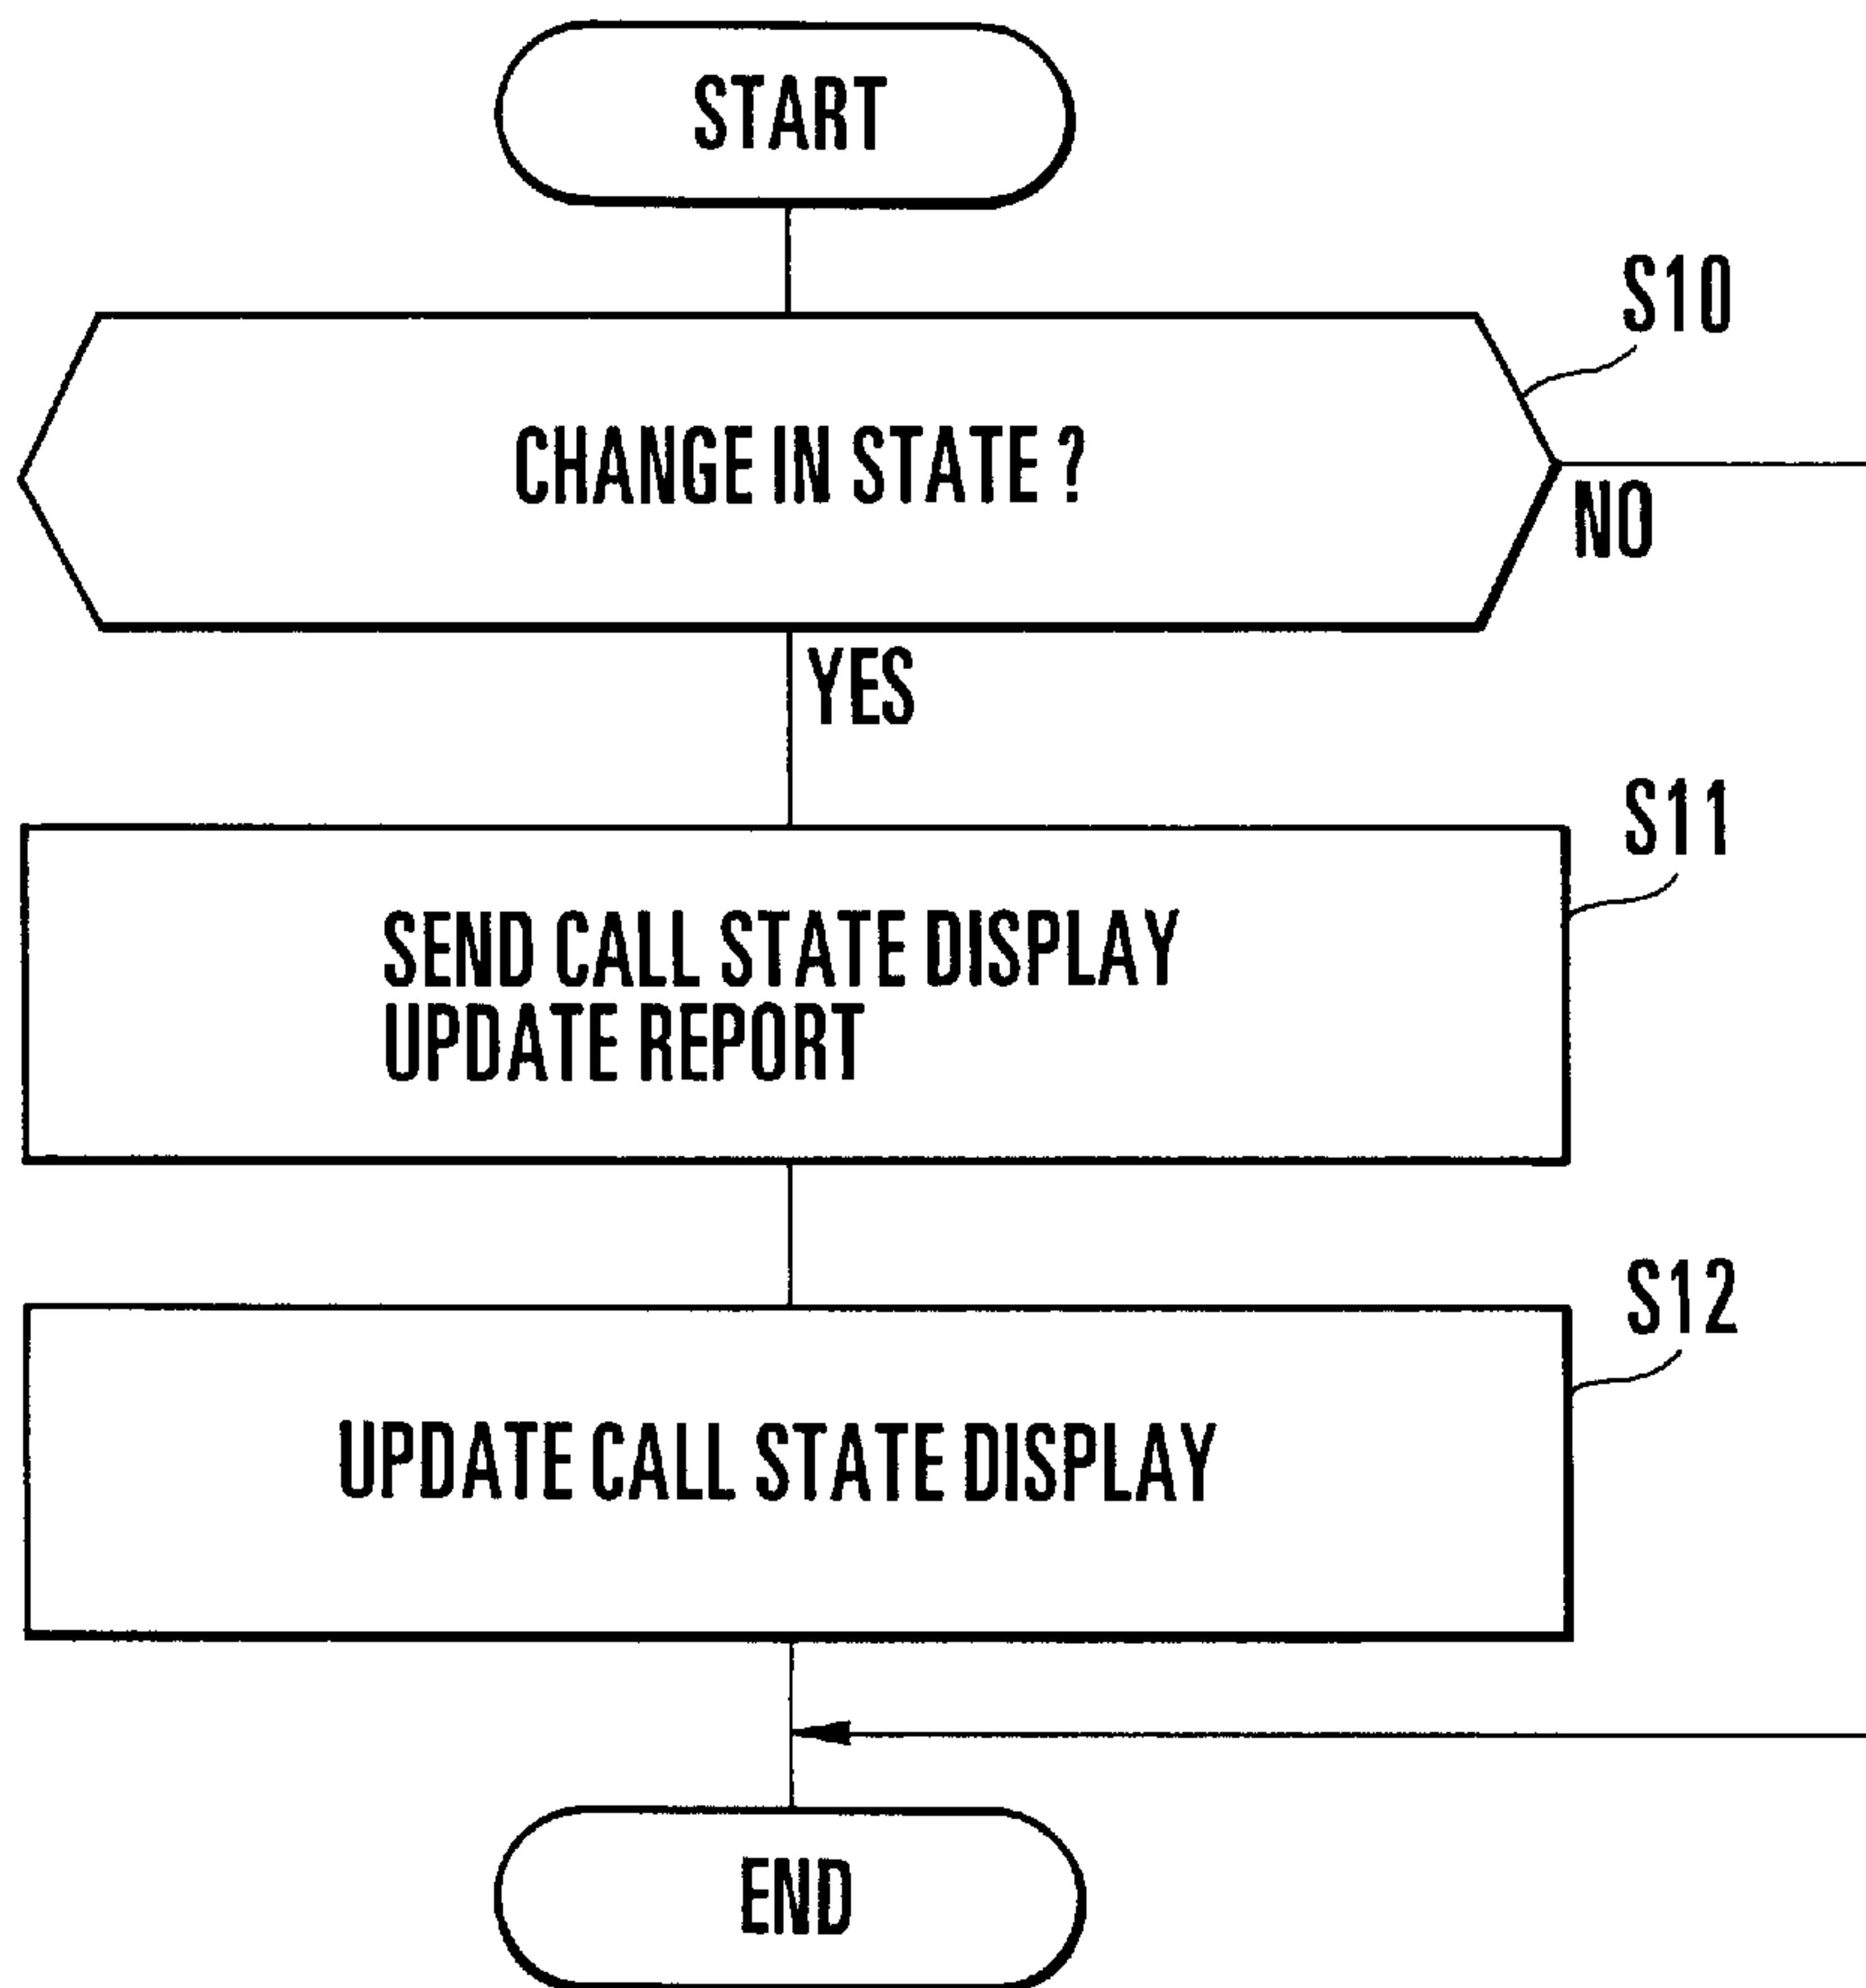 START
S10
CHANGE IN STATE ?
NO
YES
S11
SEND CALL STATE DISPLAY
UPDATE REPORT
S12
UPDATE CALL STATE DISPLAY
END